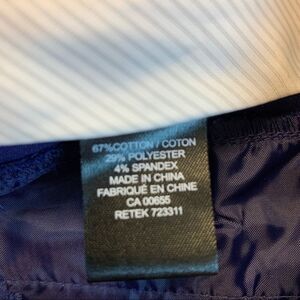 67%COTTON / COTON
29% POLYESTER
4% SPANDEX
MADE IN CHINA
FABRIQUÉ EN CHINE
CA 00655
RETEK 723311